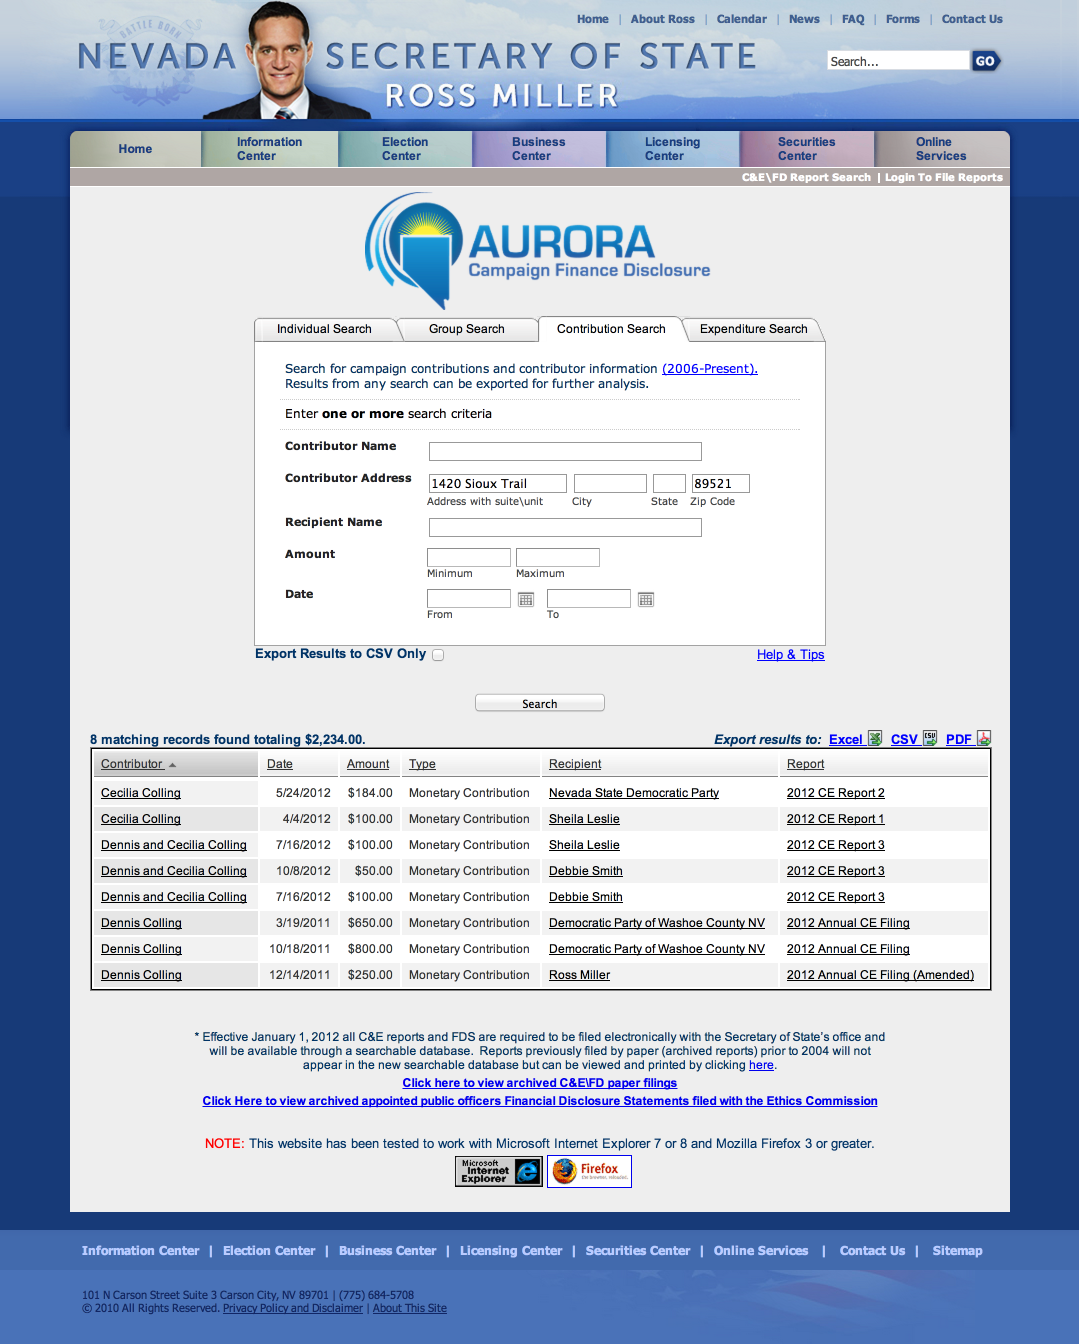 Home | About Ross | Calendar | News | FAQ | Forms | Contact Us
BATTLE BORN
NEVADA SECRETARY OF STATE
Search...
GO
ROSS MILLER
Home
Information Center
Election Center
Business Center
Licensing Center
Securities Center
Online Services
C&E\FD Report Search | Login To File Reports
AURORA
Campaign Finance Disclosure
Individual Search
Group Search
Contribution Search
Expenditure Search
Search for campaign contributions and contributor information (2006-Present).
Results from any search can be exported for further analysis.
Enter one or more search criteria
Contributor Name
Contributor Address 1420 Sioux Trail 89521
Address with suite\unit City State Zip Code
Recipient Name
Amount
Minimum Maximum
Date
From To
Export Results to CSV Only
Help & Tips
Search
8 matching records found totaling $2,234.00.
Export results to: Excel CSV PDF
Contributor Date Amount Type Recipient Report
Cecilia Colling 5/24/2012 $184.00 Monetary Contribution Nevada State Democratic Party 2012 CE Report 2
Cecilia Colling 4/4/2012 $100.00 Monetary Contribution Sheila Leslie 2012 CE Report 1
Dennis and Cecilia Colling 7/16/2012 $100.00 Monetary Contribution Sheila Leslie 2012 CE Report 3
Dennis and Cecilia Colling 10/8/2012 $50.00 Monetary Contribution Debbie Smith 2012 CE Report 3
Dennis and Cecilia Colling 7/16/2012 $100.00 Monetary Contribution Debbie Smith 2012 CE Report 3
Dennis Colling 3/19/2011 $650.00 Monetary Contribution Democratic Party of Washoe County NV 2012 Annual CE Filing
Dennis Colling 10/18/2011 $800.00 Monetary Contribution Democratic Party of Washoe County NV 2012 Annual CE Filing
Dennis Colling 12/14/2011 $250.00 Monetary Contribution Ross Miller 2012 Annual CE Filing (Amended)
* Effective January 1, 2012 all C&E reports and FDS are required to be filed electronically with the Secretary of State's office and
will be available through a searchable database. Reports previously filed by paper (archived reports) prior to 2004 will not
appear in the new searchable database but can be viewed and printed by clicking here.
Click here to view archived C&E\FD paper filings
Click Here to view archived appointed public officers Financial Disclosure Statements filed with the Ethics Commission
NOTE: This website has been tested to work with Microsoft Internet Explorer 7 or 8 and Mozilla Firefox 3 or greater.
Microsoft
Internet
Explorer
Firefox
Information Center | Election Center | Business Center | Licensing Center | Securities Center | Online Services | Contact Us | Sitemap
101 N Carson Street Suite 3 Carson City, NV 89701 | (775) 684-5708
© 2010 All Rights Reserved. Privacy Policy and Disclaimer | About This Site